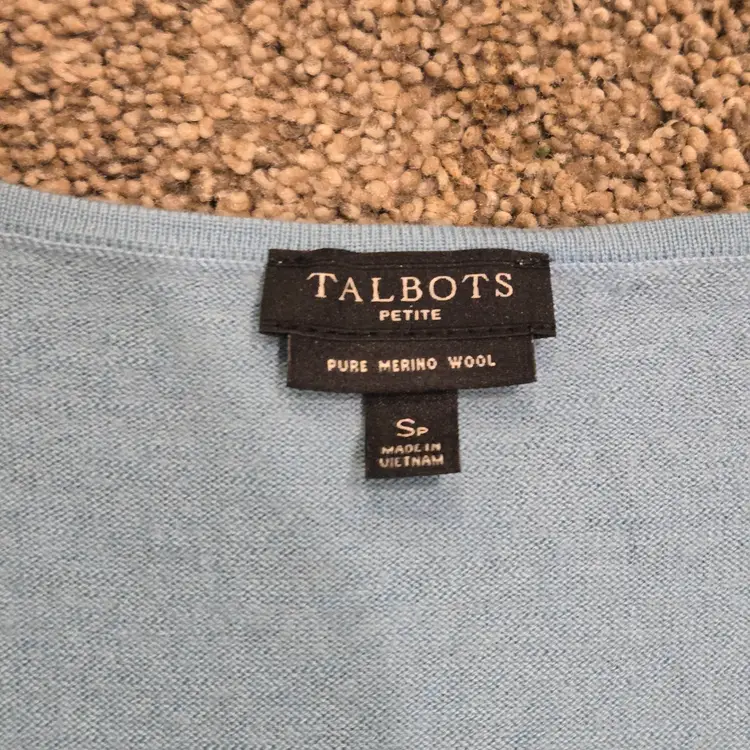 TALBOTS
PETITE
PURE MERINO WOOL
SP
MADE IN
VIETNAM